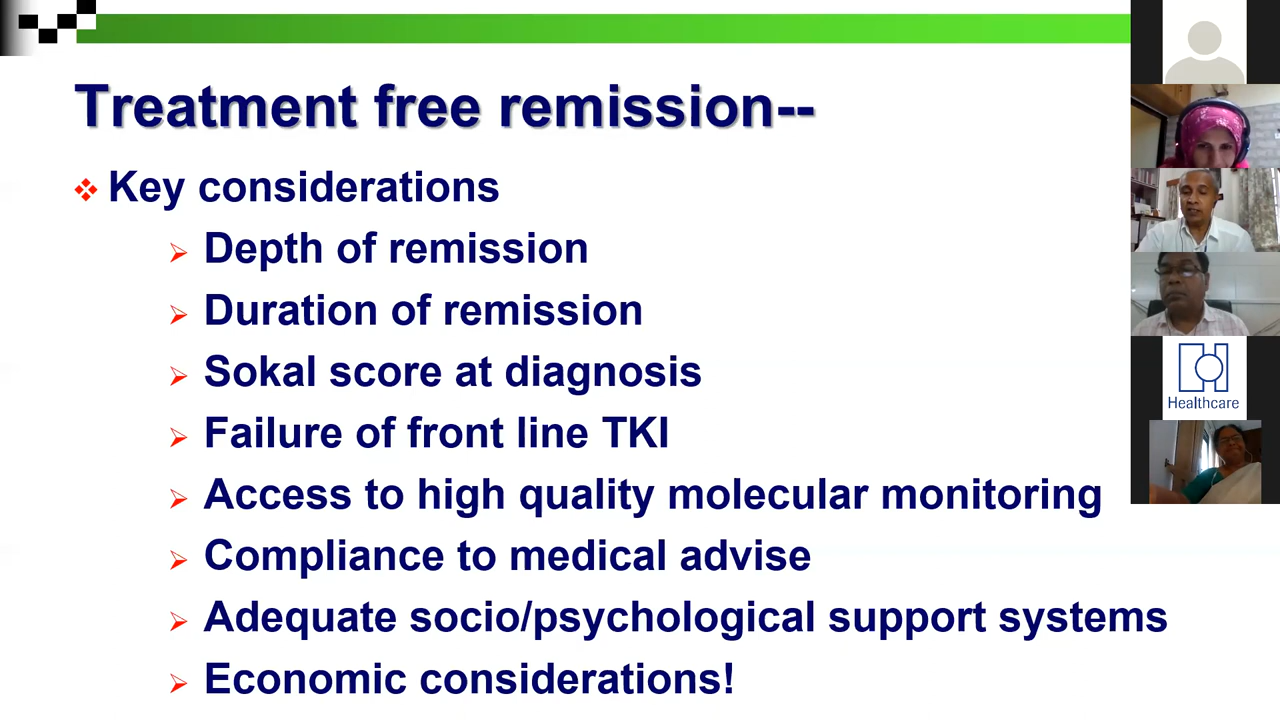 Treatment free remission--
Key considerations
Depth of remission
Duration of remission
Sokal score at diagnosis
Failure of front line TKI
Access to high quality molecular monitoring
Compliance to medical advise
Adequate socio/psychological support systems
Economic considerations!
Healthcare